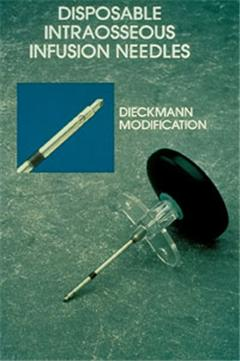 DISPOSABLE
INTRAOSSEOUS
INFUSION NEEDLES
DIECKMANN
MODIFICATION